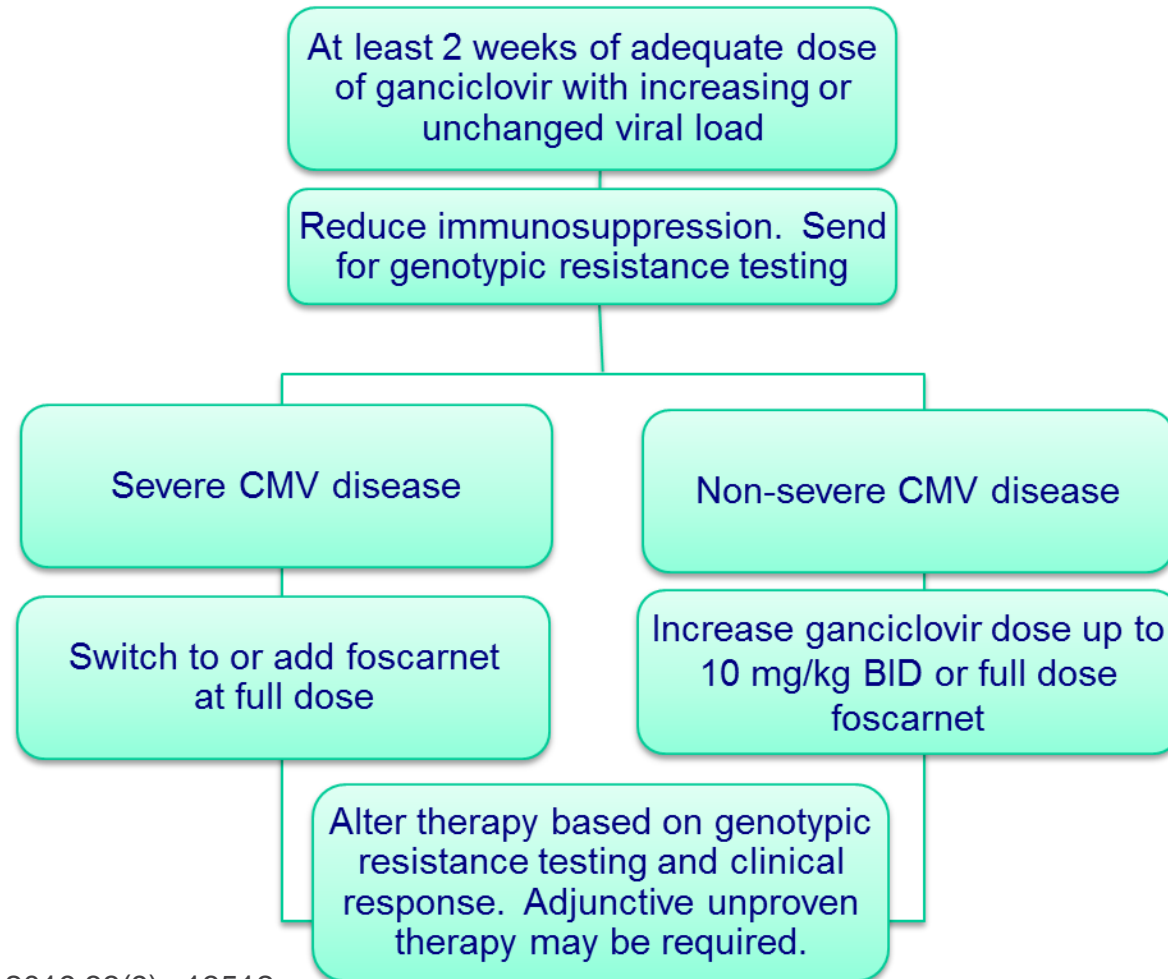 At least 2 weeks of adequate dose
of ganciclovir with increasing or
unchanged viral load
Reduce immunosuppression. Send
for genotypic resistance testing
Severe CMV disease
Non-severe CMV disease
Switch to or add foscarnet
at full dose
Increase ganciclovir dose up to
10 mg/kg BID or full dose
foscarnet
Alter therapy based on genotypic
resistance testing and clinical
response. Adjunctive unproven
therapy may be required.